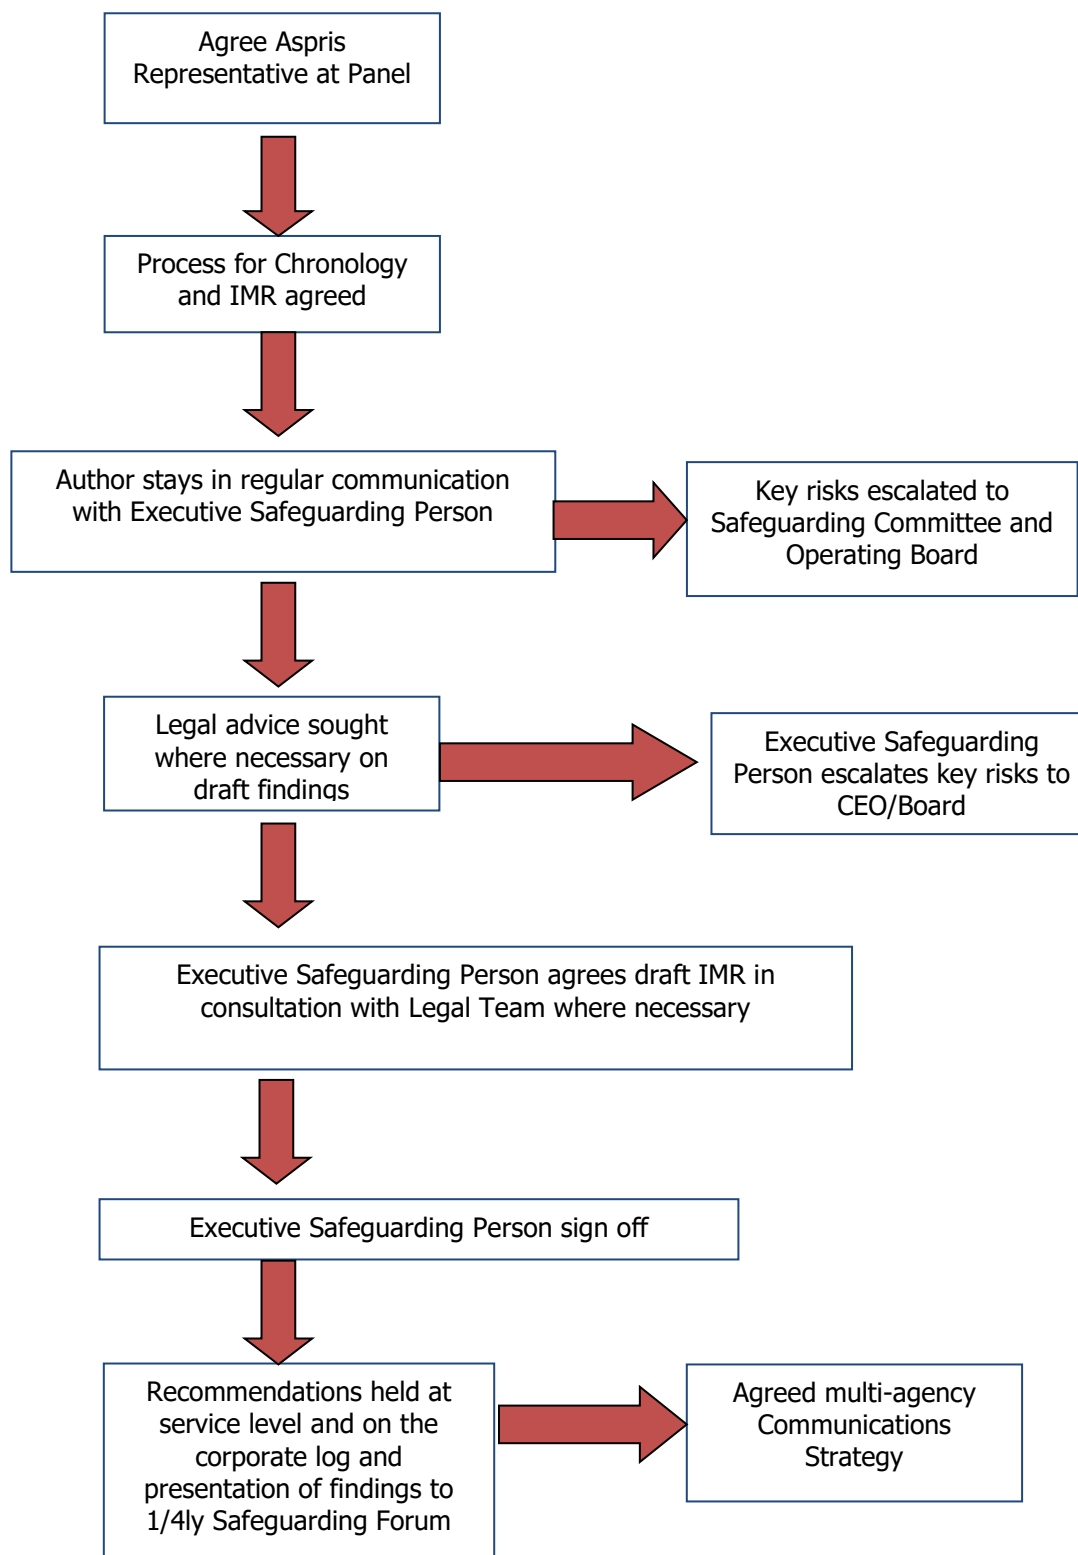 Agree Aspris
Representative at Panel
Process for Chronology
and IMR agreed
Author stays in regular communication
with Executive Safeguarding Person
Key risks escalated to
Safeguarding Committee and
Operating Board
Legal advice sought
where necessary on
draft findings
Executive Safeguarding
Person escalates key risks to
CEO/Board
Executive Safeguarding Person agrees draft IMR in
consultation with Legal Team where necessary
Executive Safeguarding Person sign off
Recommendations held at
service level and on the
corporate log and
presentation of findings to
1/4ly Safeguarding Forum
Agreed multi-agency
Communications
Strategy